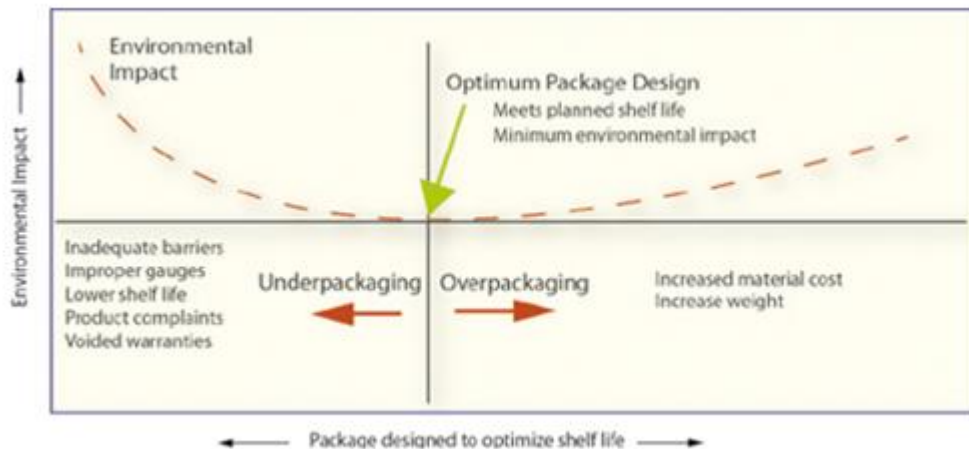 Environmental
Impact
Optimum Package Design
Meets planned shelf life
Minimum environmental impact
Environmental Impact
Inadequate barriers
Improper gauges
Lower shelf life
Product complaints
Voided warranties
Underpackaging
Overpackaging
Increased material cost
Increase weight
Package designed to optimize shelf life